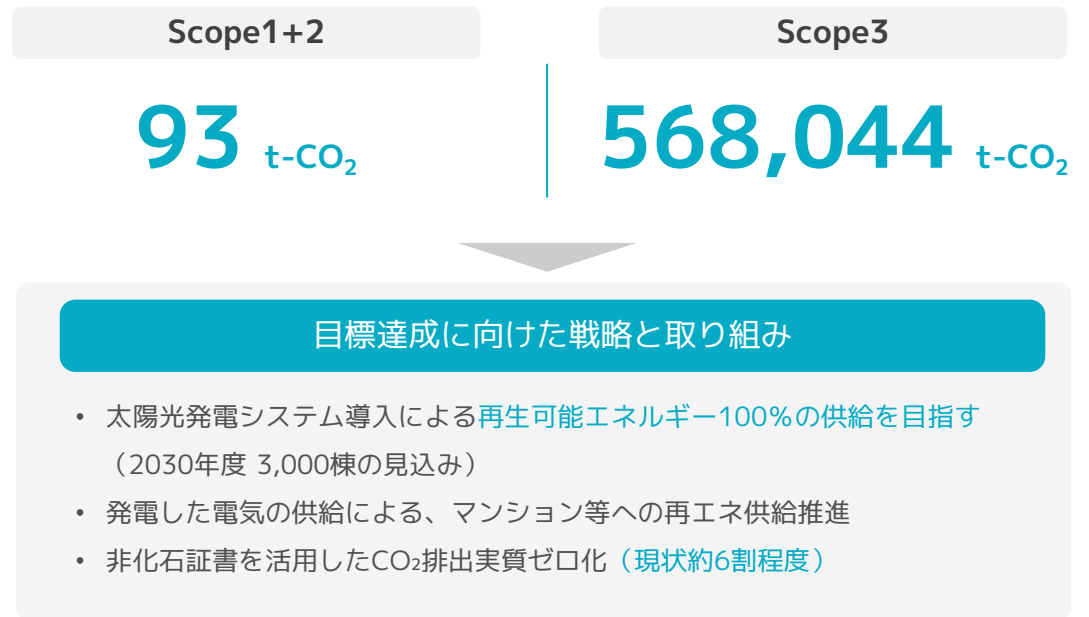 Scope1+2
Scope3
93 t-CO₂
568,044 t-CO₂
目標達成に向けた戦略と取り組み
• 太陽光発電システム導入による再生可能エネルギー100%の供給を目指す
（2030年度 3,000棟の見込み）
• 発電した電気の供給による、マンション等への再エネ供給推進
• 非化石証書を活用したCO₂排出実質ゼロ化（現状約6割程度）